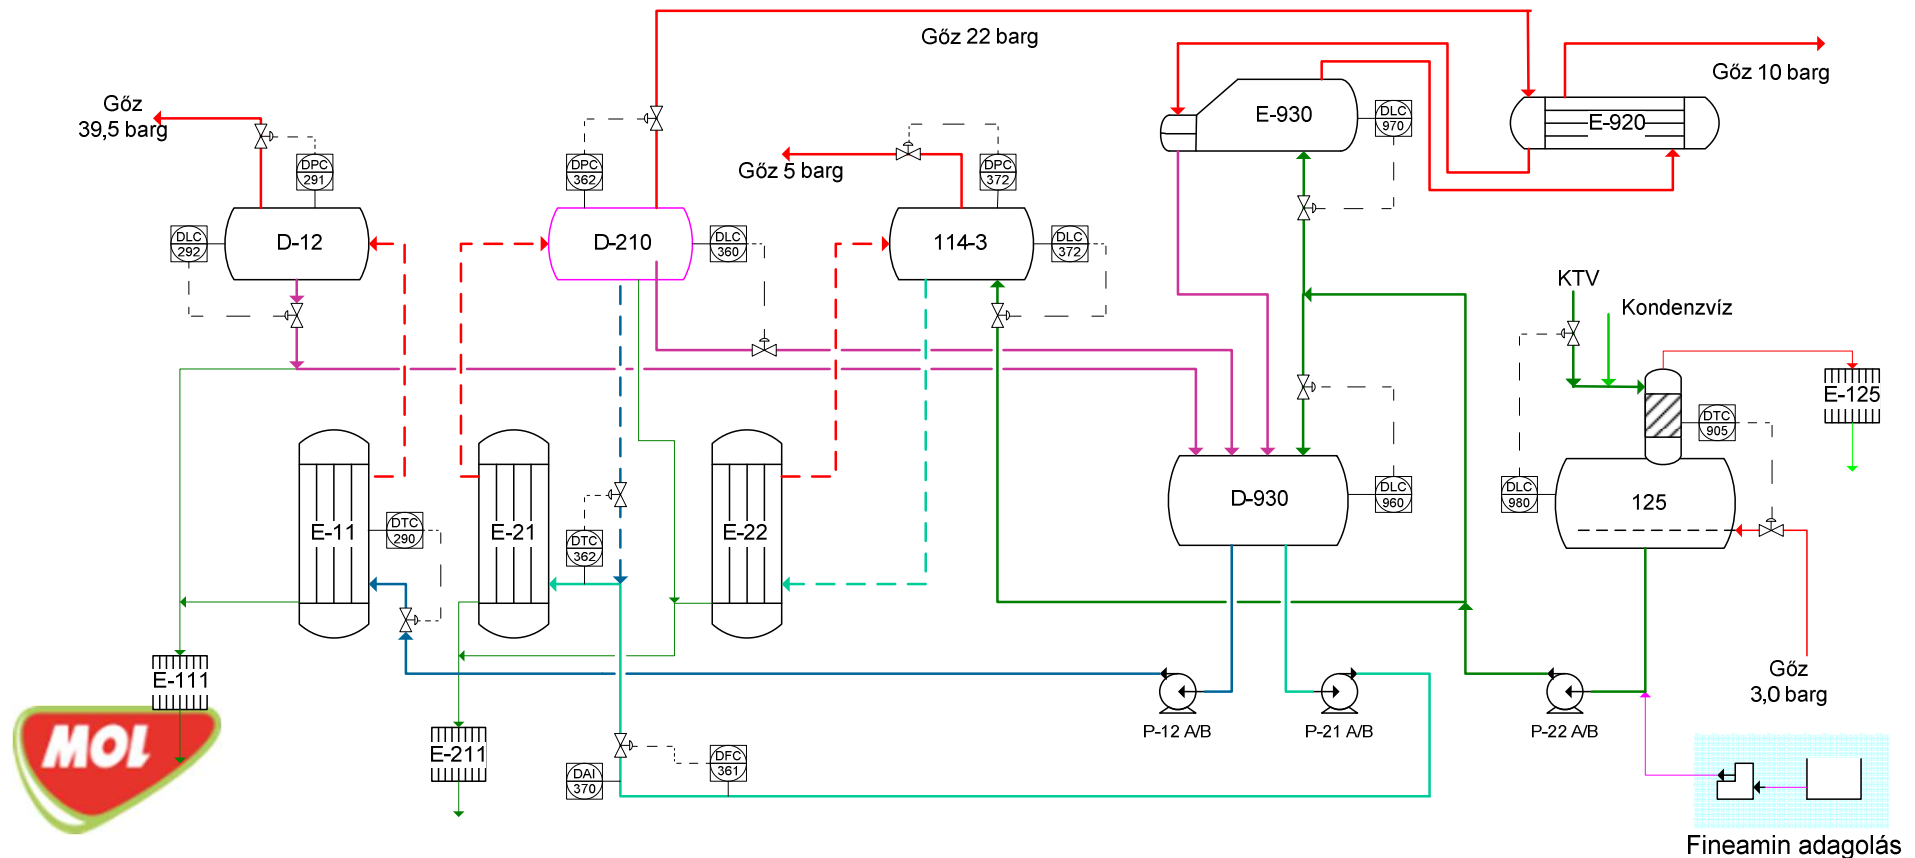 Gőz 22 barg
Gőz 10 barg
Gőz
39,5 barg
E-930
DLC
970
E-920
DPC
291
DPC
362
Gőz 5 barg
DPC
372
DLC
292
D-12
D-210
DLC
360
114-3
DLC
372
KTV
Kondenzvíz
E-125
DTC
905
E-11
DTC
290
E-21
DTC
362
E-22
D-930
DLC
960
DLC
980
125
E-111
Gőz
3,0 barg
MOL
E-211
P-12 A/B
P-21 A/B
P-22 A/B
DAI
370
DFC
361
Fineamin adagolás